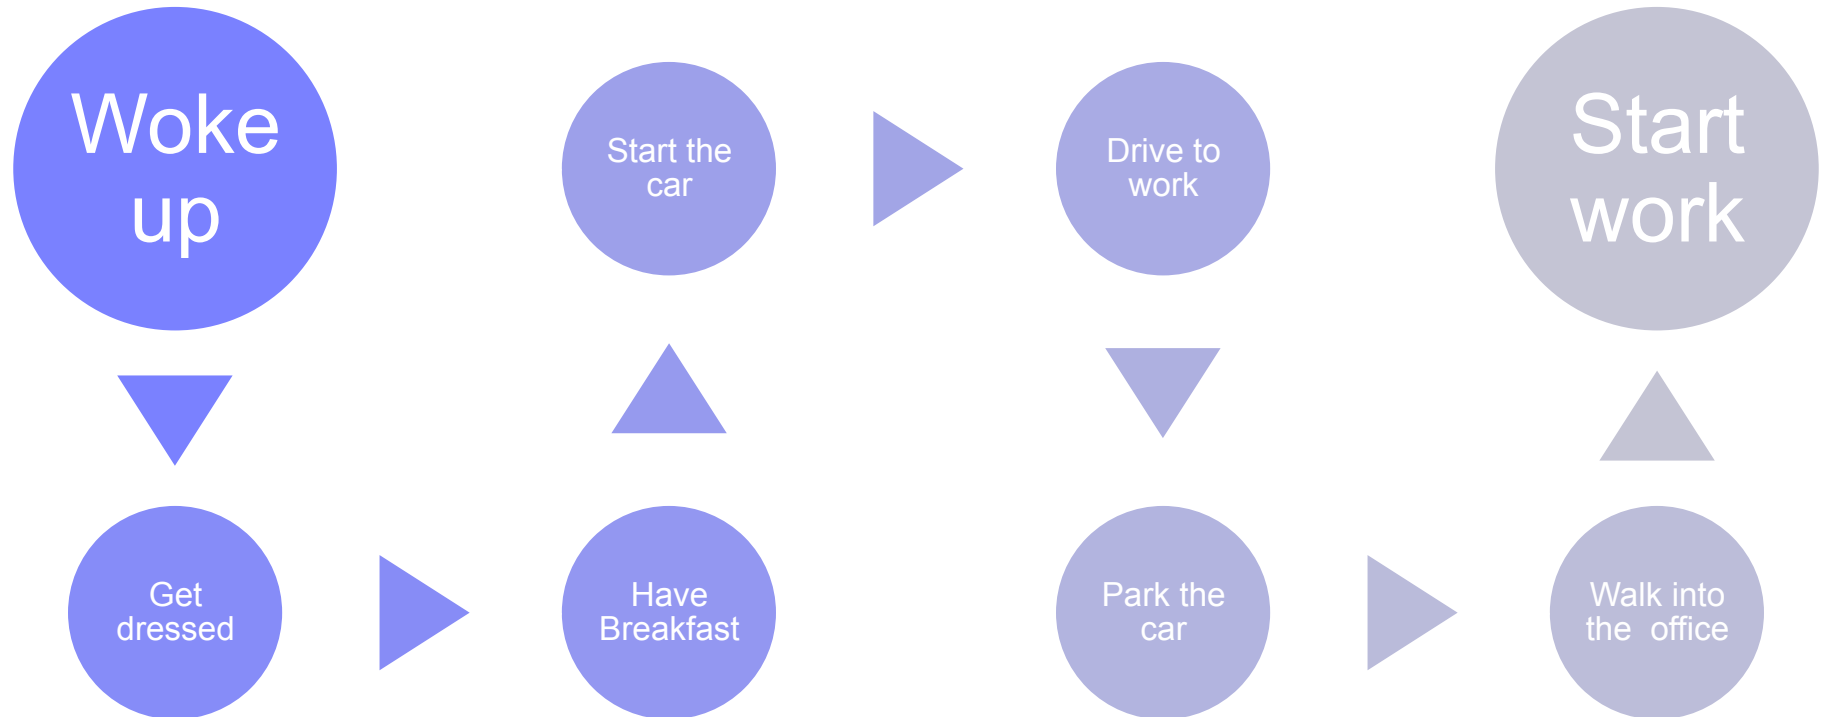 Woke
up
Get
dressed
Have
Breakfast
Start the
car
Drive to
work
Park the
car
Walk into
the  office
Start
work